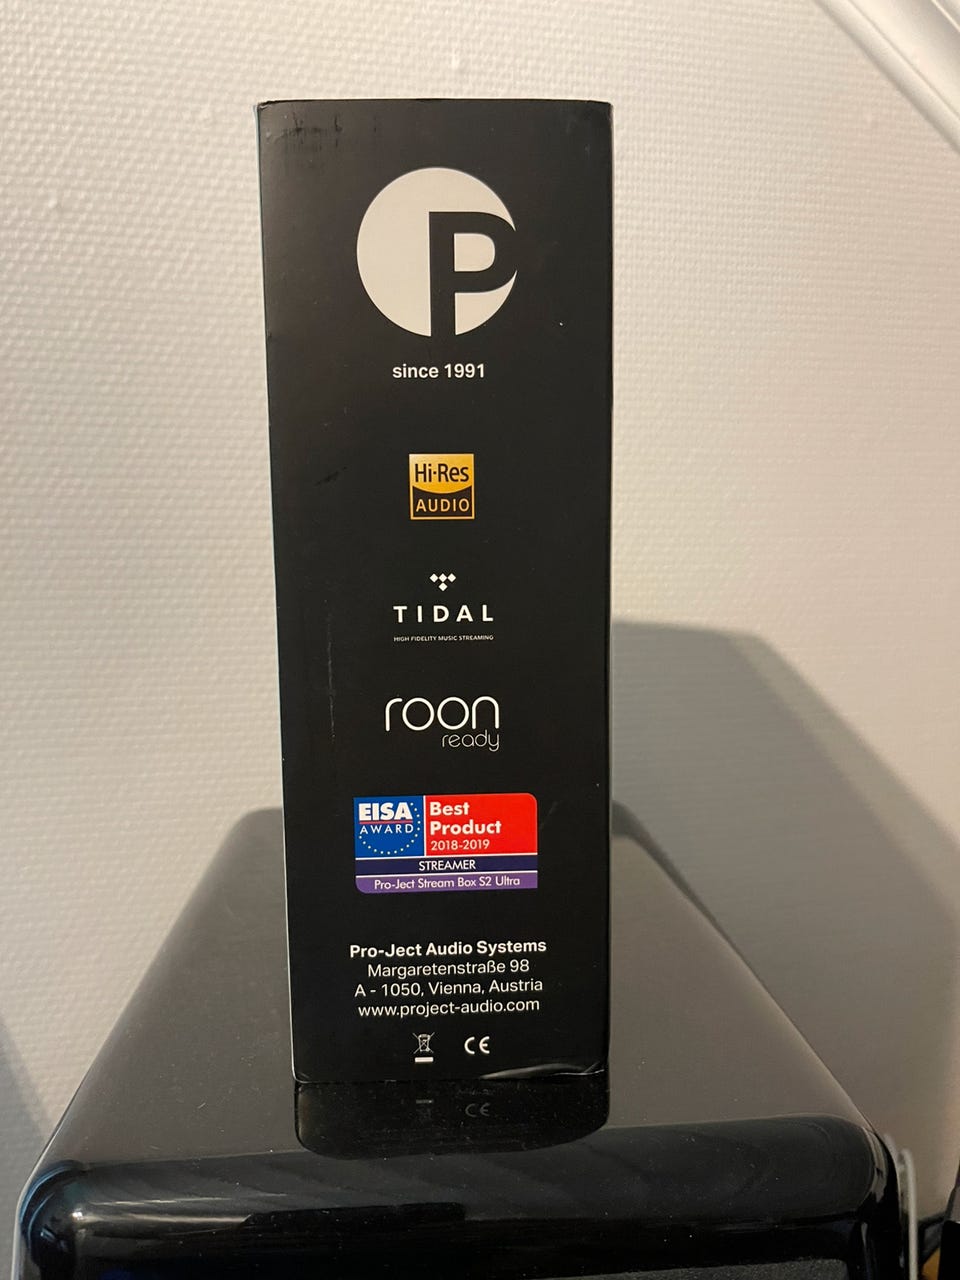 P
since 1991
Hi-Res
AUDIO
TIDAL
HIGH FIDELITY MUSIC STREAMING
roon
ready
EISA
AWARD
Best
Product
2018-2019
STREAMER
Pro-Ject Stream Box S2 Ultra
Pro-Ject Audio Systems
Margaretenstraße 98
A - 1050, Vienna, Austria
www.project-audio.com
CE